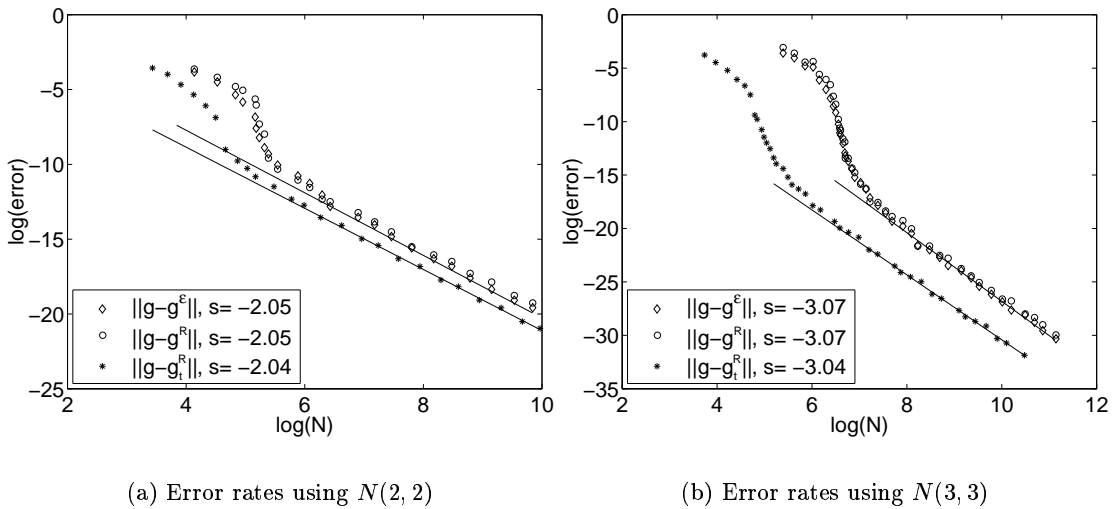 0
−5
−10
−15
−20
−25
log(error)
||g−g^ε||, s= −2.05
||g−g^R||, s= −2.05
||g−g_t^R||, s= −2.04
2 4 6 8 10
log(N)
(a) Error rates using N(2, 2)
0
−5
−10
−15
−20
−25
−30
−35
log(error)
||g−g^ε||, s= −3.07
||g−g^R||, s= −3.07
||g−g_t^R||, s= −3.04
2 4 6 8 10 12
log(N)
(b) Error rates using N(3, 3)